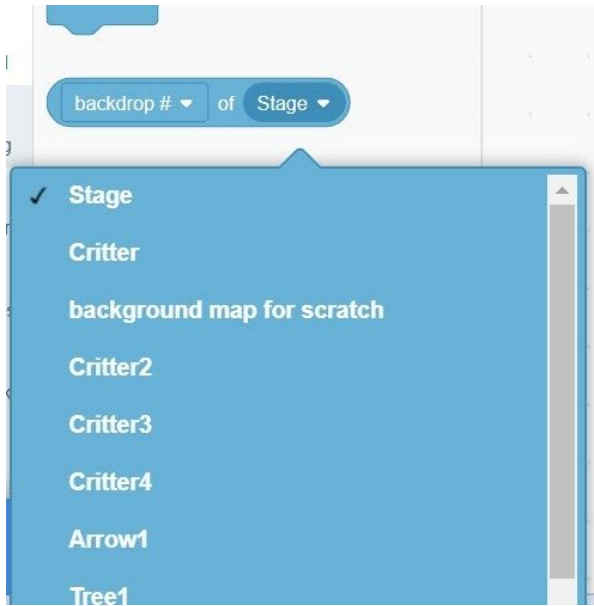 backdrop # of Stage
✓ Stage
Critter
background map for scratch
Critter2
Critter3
Critter4
Arrow1
Tree1